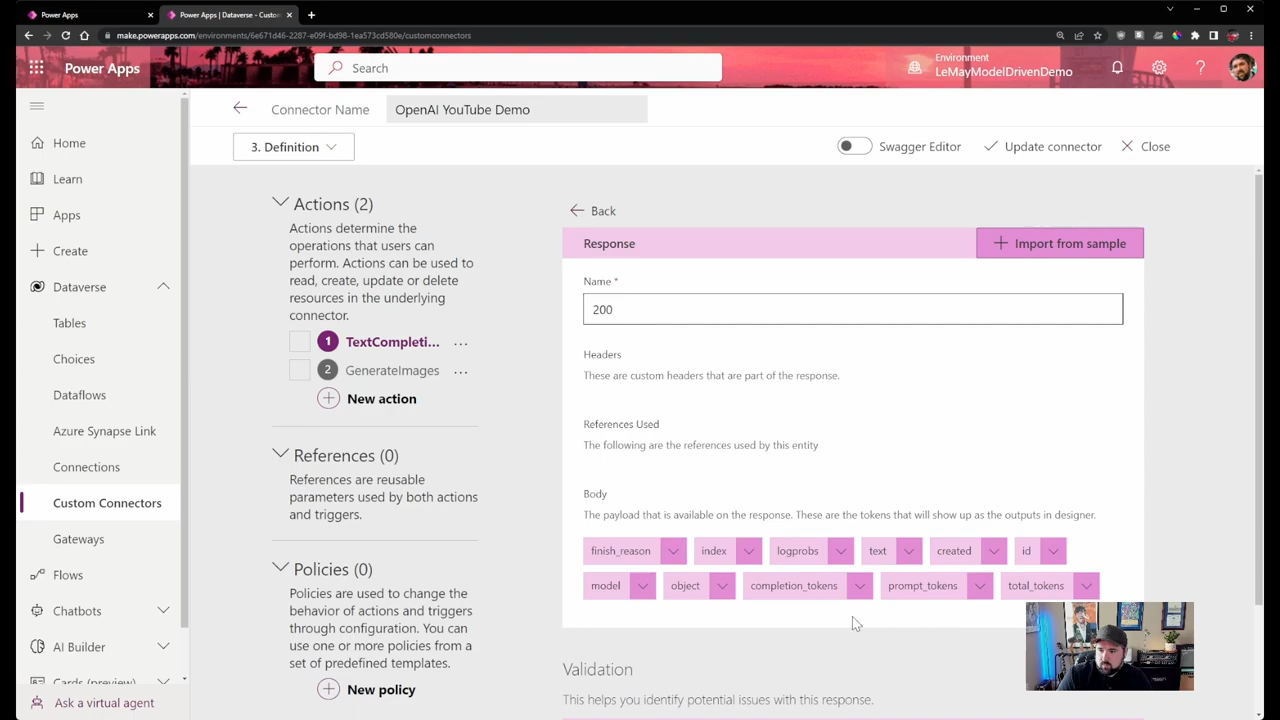 Power Apps
Power Apps | Dataverse - Custom
make.powerapps.com/environments/6e671d46-2287-e09f-bd98-1ea573cd580e/customconnectors
Power Apps
Search
Environment
LeMayModelDrivenDemo
Home
Learn
Apps
Create
Dataverse
Tables
Choices
Dataflows
Azure Synapse Link
Connections
Custom Connectors
Gateways
Flows
Chatbots
AI Builder
Cards (preview)
Ask a virtual agent
Connector Name
OpenAI YouTube Demo
3. Definition
Swagger Editor
Update connector
Close
Actions (2)
Actions determine the
operations that users can
perform. Actions can be used to
read, create, update or delete
resources in the underlying
connector.
1 TextCompleti... ...
2 GenerateImages ...
New action
References (0)
References are reusable
parameters used by both actions
and triggers.
Policies (0)
Policies are used to change the
behavior of actions and triggers
through configuration. You can
use one or more policies from a
set of predefined templates.
New policy
Back
Response
Import from sample
Name *
200
Headers
These are custom headers that are part of the response.
References Used
The following are the references used by this entity
Body
The payload that is available on the response. These are the tokens that will show up as the outputs in designer.
finish_reason index logprobs text created id
model object completion_tokens prompt_tokens total_tokens
Validation
This helps you identify potential issues with this response.